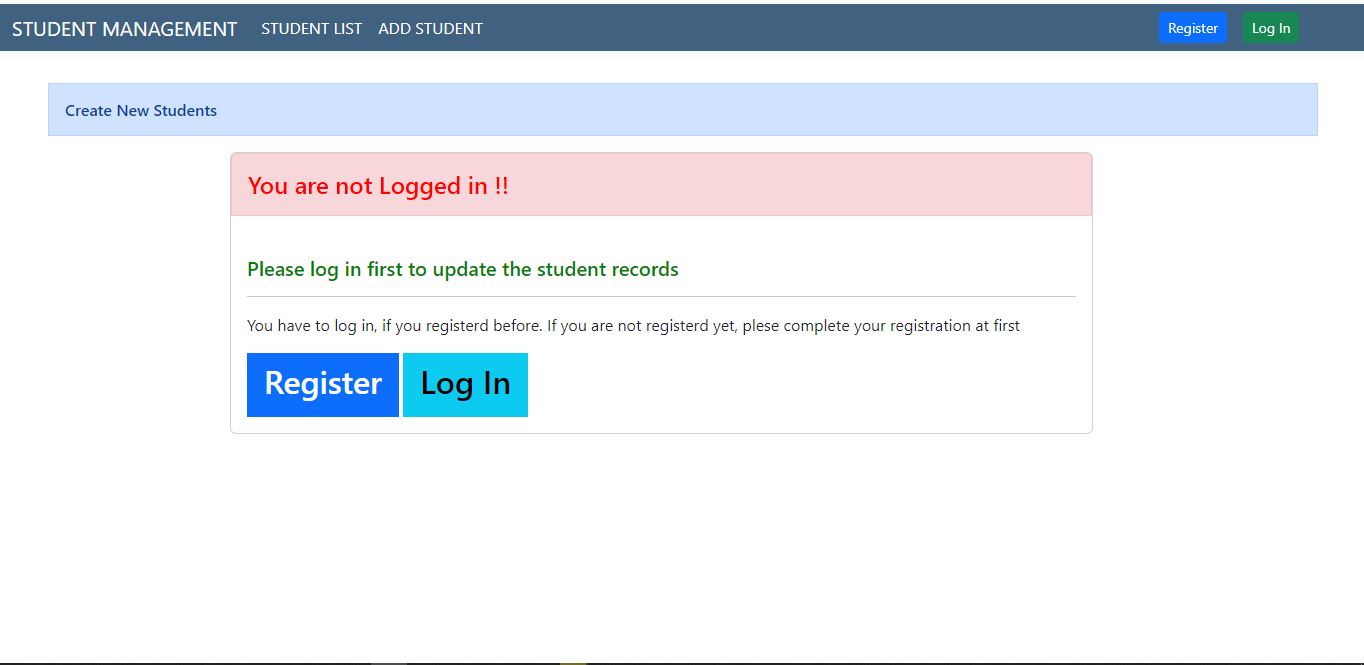 STUDENT MANAGEMENT STUDENT LIST ADD STUDENT Register Log In
Create New Students
You are not Logged in !!
Please log in first to update the student records
You have to log in, if you registerd before. If you are not registerd yet, plese complete your registration at first
Register Log In